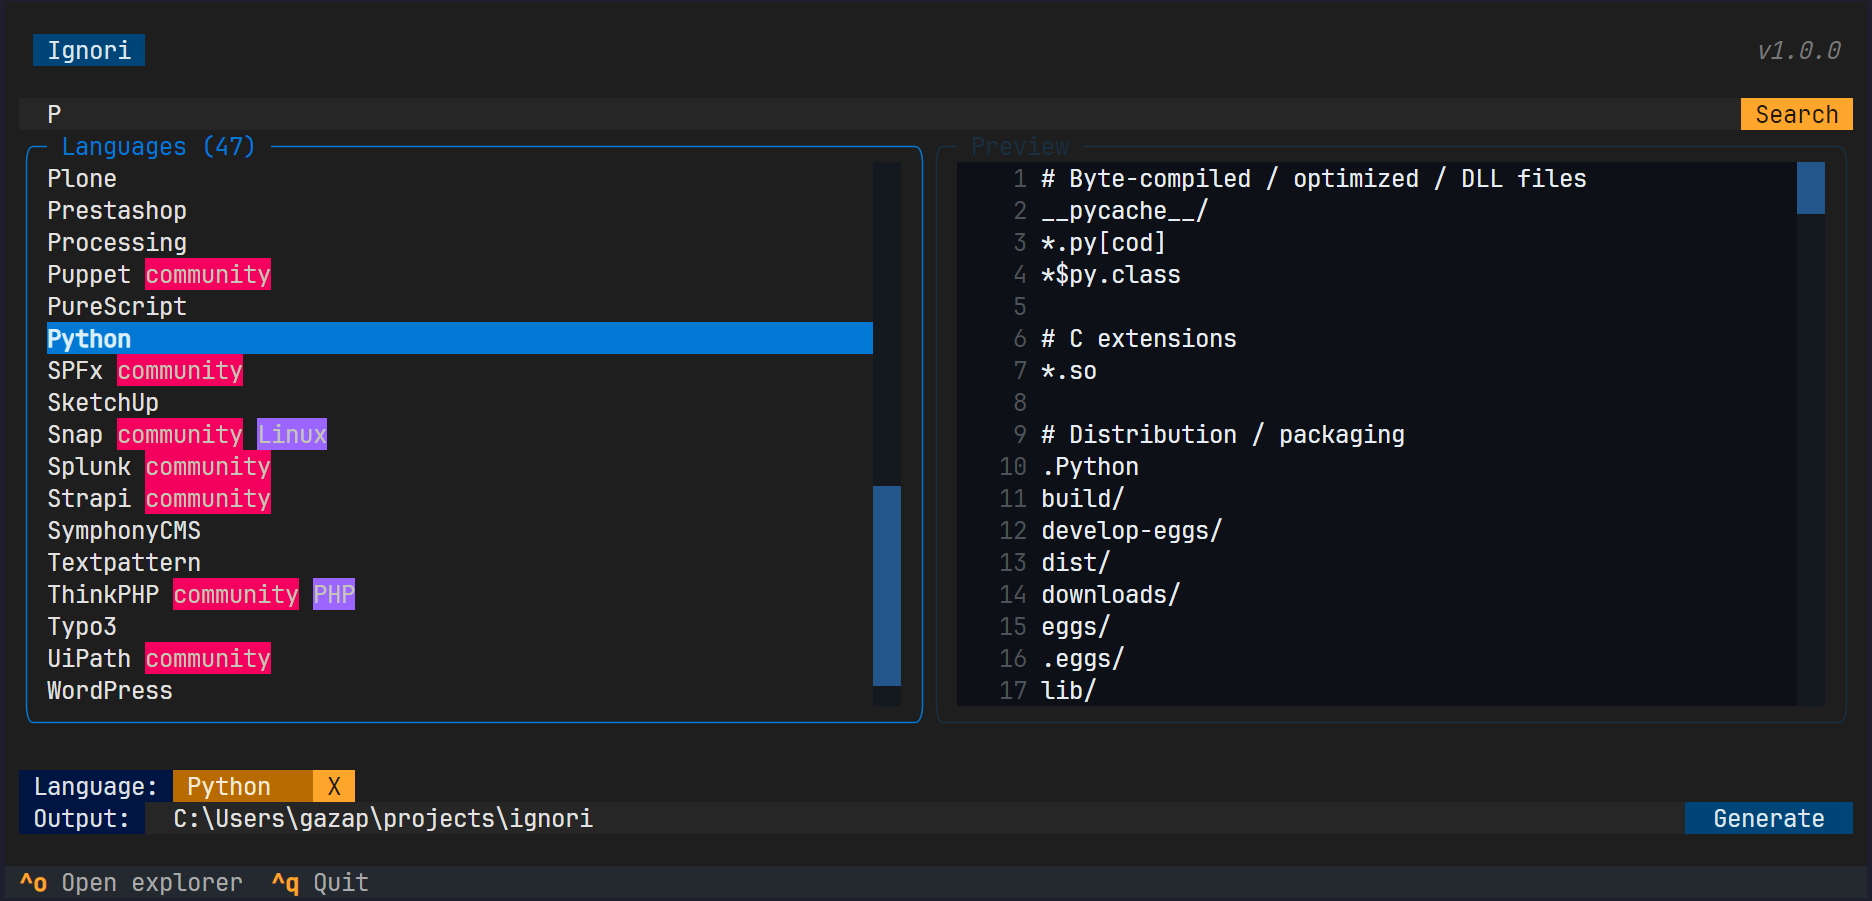 Ignori
v1.0.0
P
Search
Languages (47)
Plone
Prestashop
Processing
Puppet community
PureScript
Python
SPFx community
SketchUp
Snap community Linux
Splunk community
Strapi community
SymphonyCMS
Textpattern
ThinkPHP community PHP
Typo3
UiPath community
WordPress
Preview
1 # Byte-compiled / optimized / DLL files
2 __pycache__/
3 *.py[cod]
4 *$py.class
5
6 # C extensions
7 *.so
8
9 # Distribution / packaging
10 .Python
11 build/
12 develop-eggs/
13 dist/
14 downloads/
15 eggs/
16 .eggs/
17 lib/
Language: Python X
Output: C:\Users\gazap\projects\ignori
Generate
^o Open explorer ^q Quit